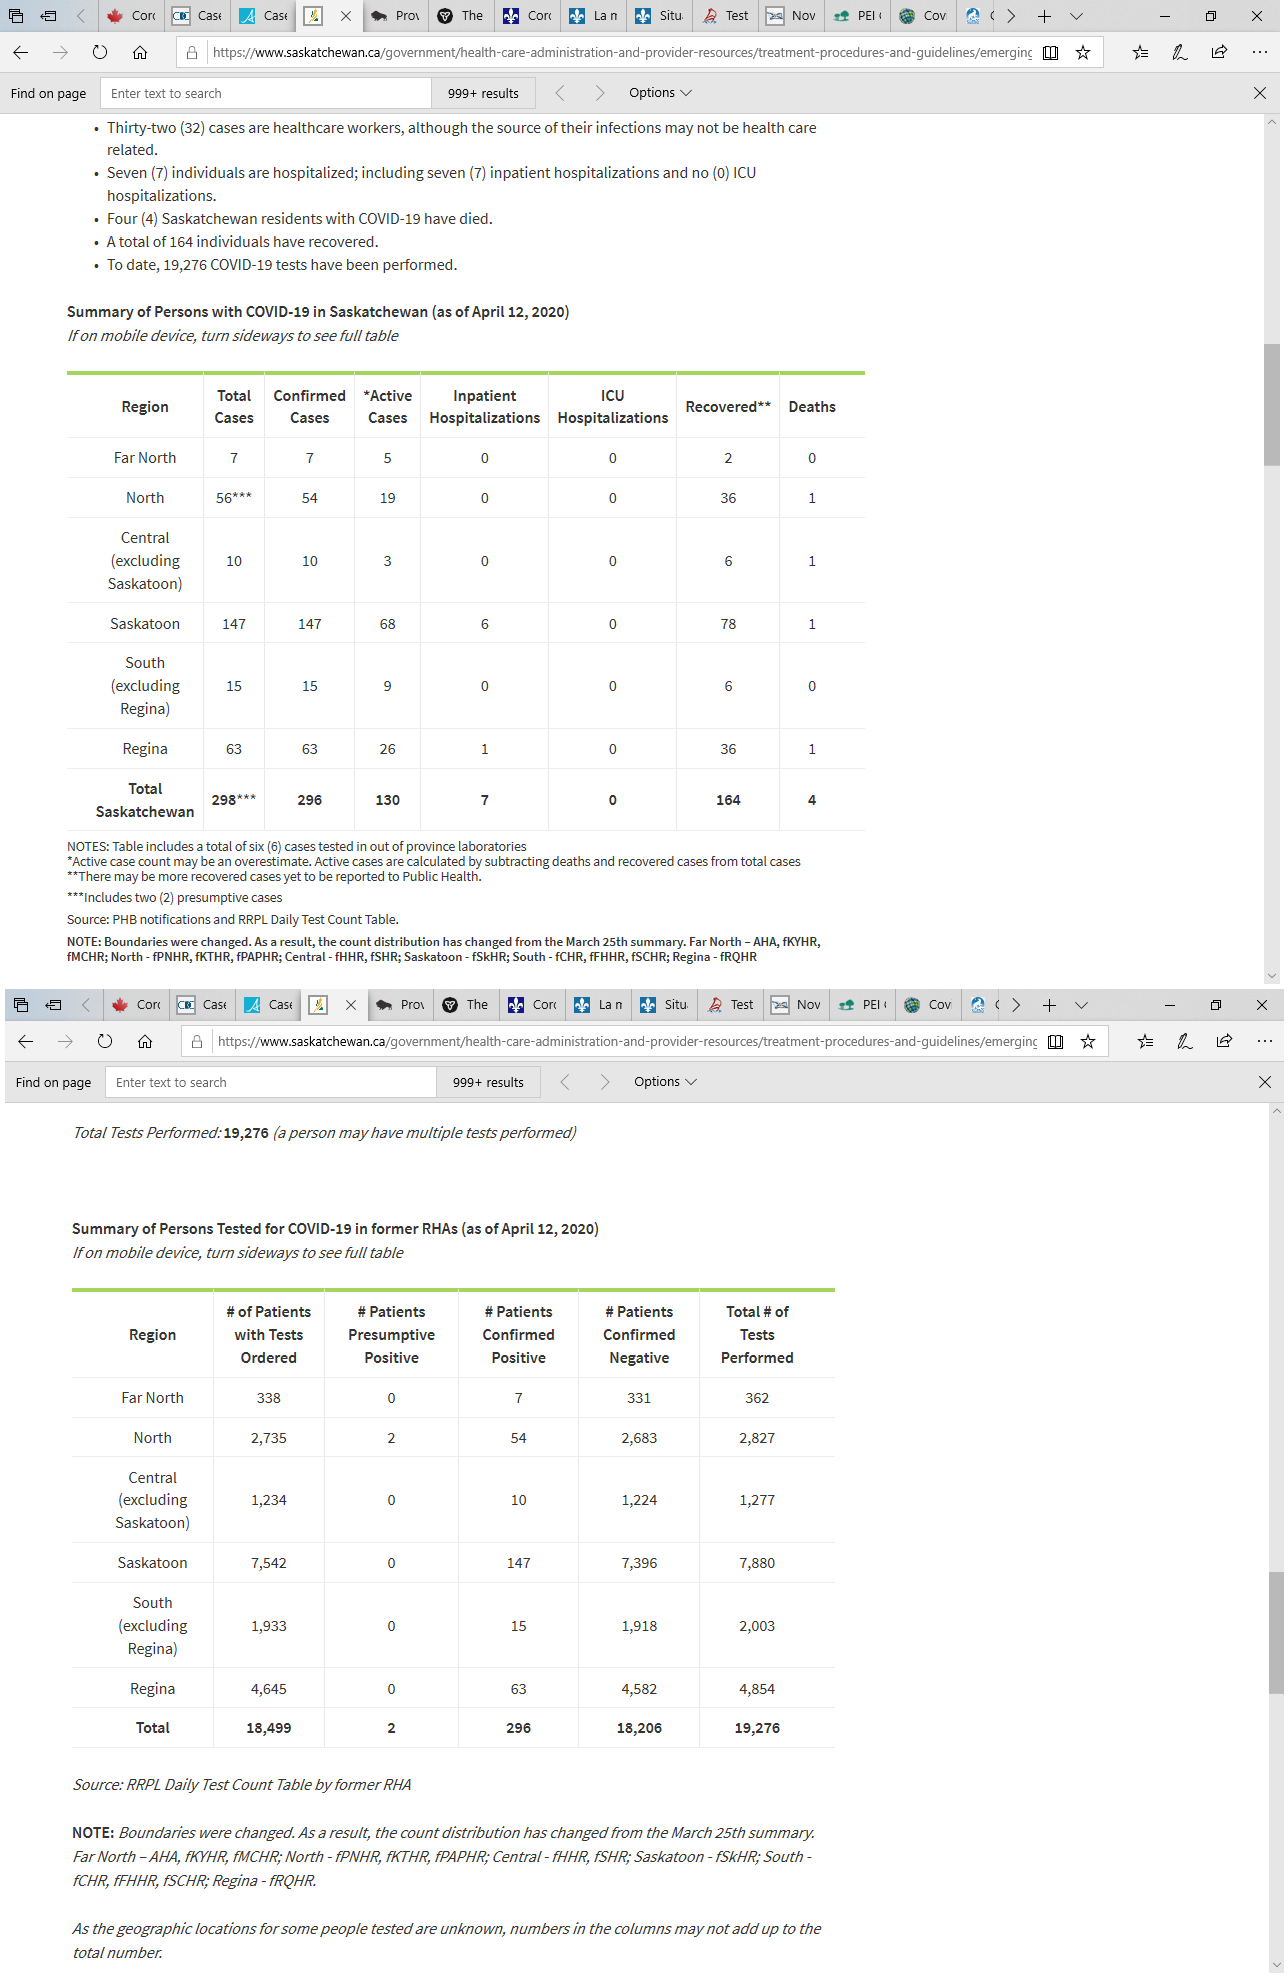 Corc
Case
Case
Prov
The
Corc
La n
Situ
Test
Nov
PEI
Cov
https://www.saskatchewan.ca/government/health-care-administration-and-provider-resources/treatment-procedures-and-guidelines/emerging
Find on page
Enter text to search
999+ results
Options
• Thirty-two (32) cases are healthcare workers, although the source of their infections may not be health care
related.
• Seven (7) individuals are hospitalized; including seven (7) inpatient hospitalizations and no (0) ICU
hospitalizations.
• Four (4) Saskatchewan residents with COVID-19 have died.
• A total of 164 individuals have recovered.
• To date, 19,276 COVID-19 tests have been performed.
Summary of Persons with COVID-19 in Saskatchewan (as of April 12, 2020)
If on mobile device, turn sideways to see full table
Region Total Cases Confirmed Cases *Active Cases Inpatient Hospitalizations ICU Hospitalizations Recovered** Deaths
Far North 7 7 5 0 0 2 0
North 56*** 54 19 0 0 36 1
Central (excluding Saskatoon) 10 10 3 0 0 6 1
Saskatoon 147 147 68 6 0 78 1
South (excluding Regina) 15 15 9 0 0 6 0
Regina 63 63 26 1 0 36 1
Total Saskatchewan 298*** 296 130 7 0 164 4
NOTES: Table includes a total of six (6) cases tested in out of province laboratories
*Active case count may be an overestimate. Active cases are calculated by subtracting deaths and recovered cases from total cases
**There may be more recovered cases yet to be reported to Public Health.
***Includes two (2) presumptive cases
Source: PHB notifications and RRPL Daily Test Count Table.
NOTE: Boundaries were changed. As a result, the count distribution has changed from the March 25th summary. Far North – AHA, fKYHR,
fMCHR; North - fPNHR, fKTHR, fPAPHR; Central - fHHR, fSHR; Saskatoon - fSkHR; South - fCHR, fFHHR, fSCHR; Regina - fRQHR
Corc
Case
Case
Prov
The
Corc
La n
Situ
Test
Nov
PEI
Cov
https://www.saskatchewan.ca/government/health-care-administration-and-provider-resources/treatment-procedures-and-guidelines/emerging
Find on page
Enter text to search
999+ results
Options
Total Tests Performed: 19,276 (a person may have multiple tests performed)
Summary of Persons Tested for COVID-19 in former RHAs (as of April 12, 2020)
If on mobile device, turn sideways to see full table
Region # of Patients with Tests Ordered # Patients Presumptive Positive # Patients Confirmed Positive # Patients Confirmed Negative Total # of Tests Performed
Far North 338 0 7 331 362
North 2,735 2 54 2,683 2,827
Central (excluding Saskatoon) 1,234 0 10 1,224 1,277
Saskatoon 7,542 0 147 7,396 7,880
South (excluding Regina) 1,933 0 15 1,918 2,003
Regina 4,645 0 63 4,582 4,854
Total 18,499 2 296 18,206 19,276
Source: RRPL Daily Test Count Table by former RHA
NOTE: Boundaries were changed. As a result, the count distribution has changed from the March 25th summary.
Far North – AHA, fKYHR, fMCHR; North - fPNHR, fKTHR, fPAPHR; Central - fHHR, fSHR; Saskatoon - fSkHR; South -
fCHR, fFHHR, fSCHR; Regina - fRQHR.
As the geographic locations for some people tested are unknown, numbers in the columns may not add up to the
total number.